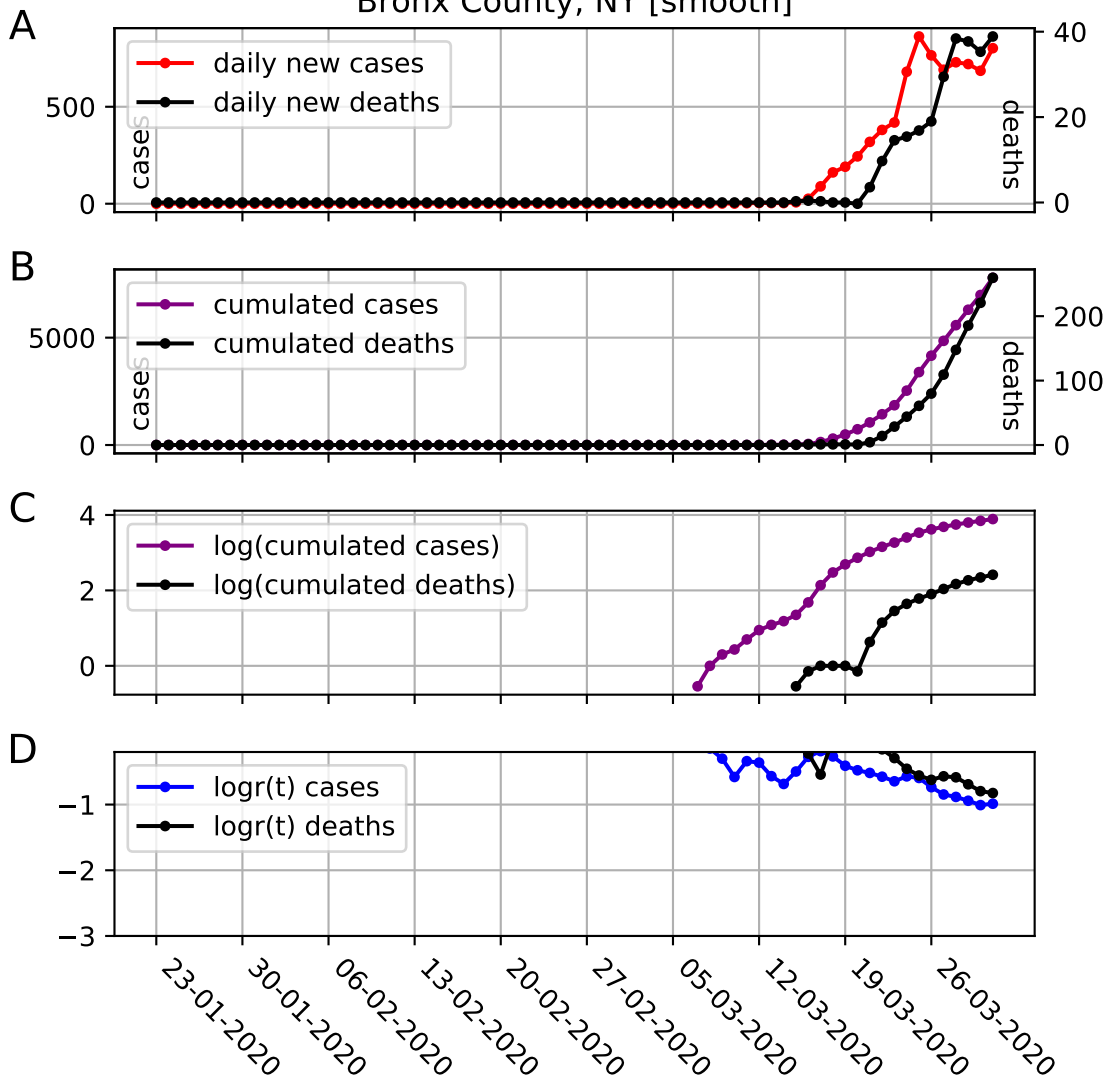 Bronx County, NY [smooth]
A
daily new cases
daily new deaths
500
0
cases
40
20
0
deaths
B
cumulated cases
cumulated deaths
5000
0
cases
200
100
0
deaths
C
log(cumulated cases)
log(cumulated deaths)
4
2
0
D
logr(t) cases
logr(t) deaths
−1
−2
−3
23-01-2020
30-01-2020
06-02-2020
13-02-2020
20-02-2020
27-02-2020
05-03-2020
12-03-2020
19-03-2020
26-03-2020